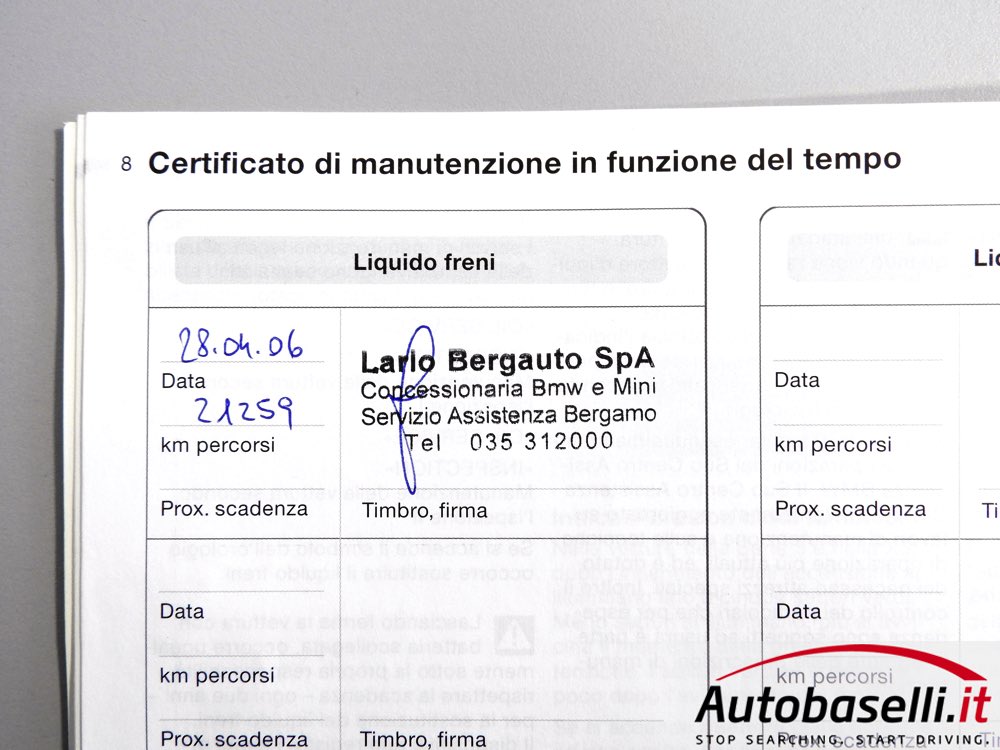 8 Certificato di manutenzione in funzione del tempo
Liquido freni
28.04.06
Data
21259
km percorsi
Prox. scadenza
Lario Bergauto SpA
Concessionaria Bmw e Mini
Servizio Assistenza Bergamo
Tel 035 312000
Timbro, firma
Data
km percorsi
Prox. scadenza
Timbro, firma
Data
km percorsi
Prox. scadenza
Data
km percorsi
Prox. scadenza
Autobaselli.it
STOP SEARCHING. START DRIVING.